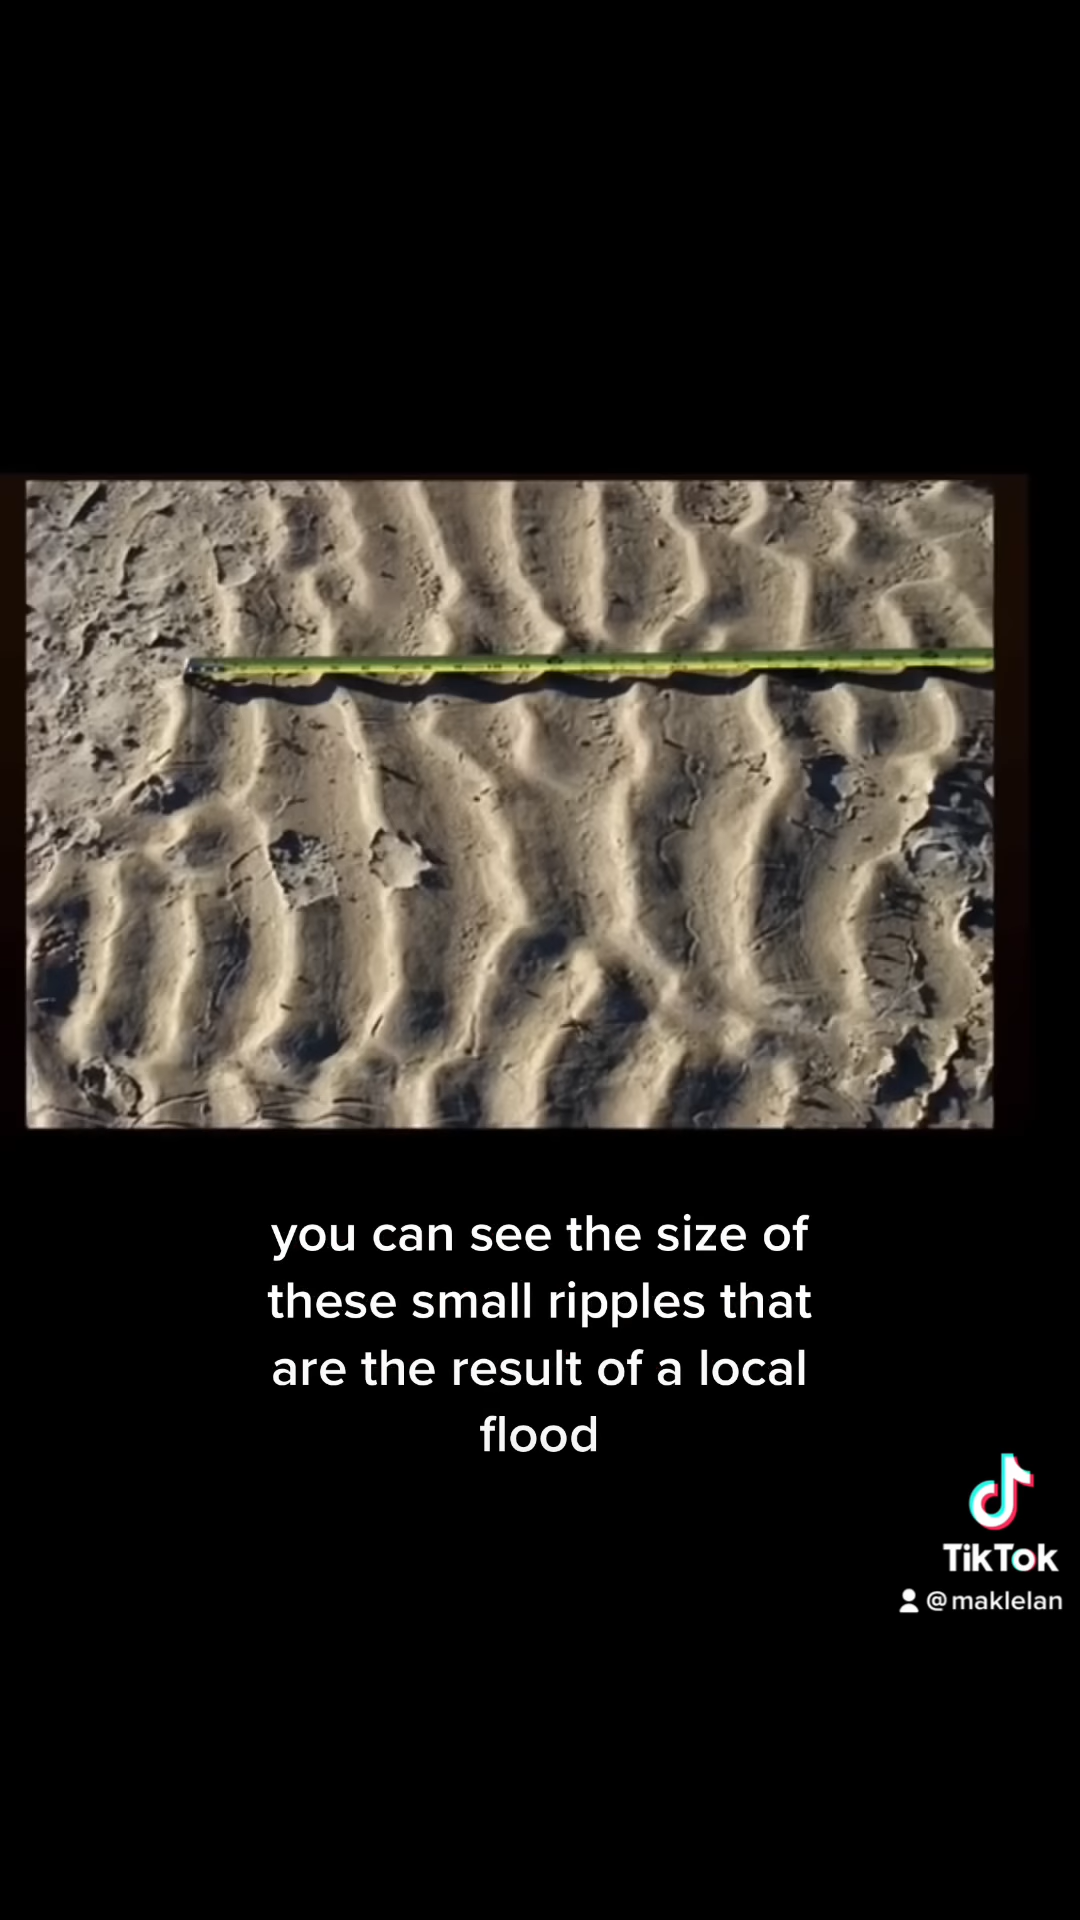 you can see the size of
these small ripples that
are the result of a local
flood
TikTok
@maklelan